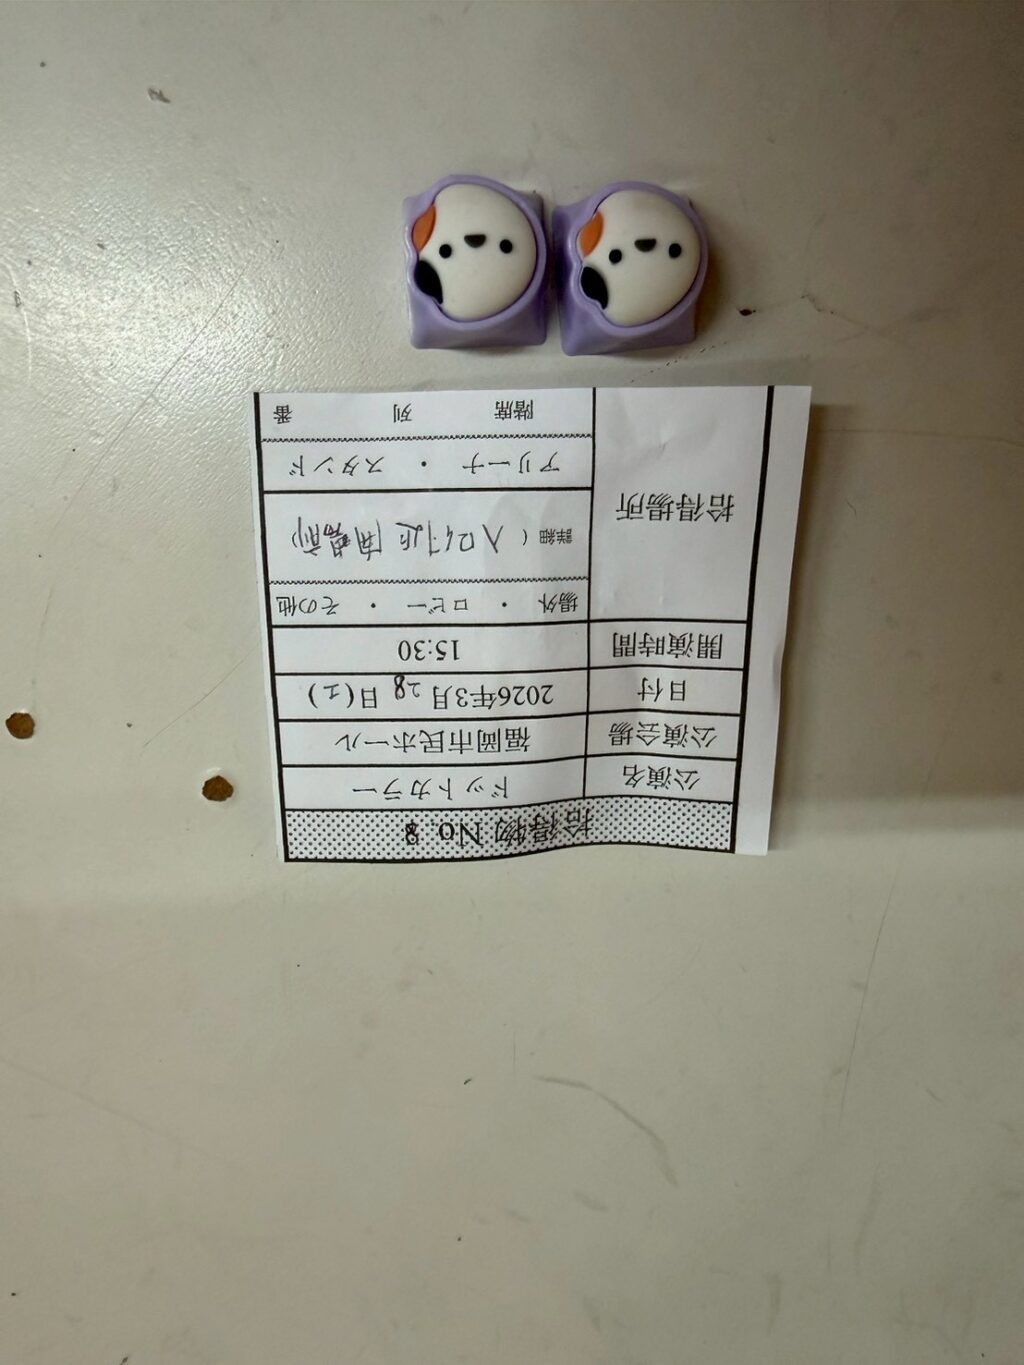 拾得物 No. 8
公演名 ドットカラー
公演会場 福岡市民ホール
日付 2026年3月28日(土)
開演時間 15:30
拾得場所
場外 ・ ロビー ・ その他
詳細 ( 入口付近 開場前)
アリーナ ・ スタンド
階席 列 番